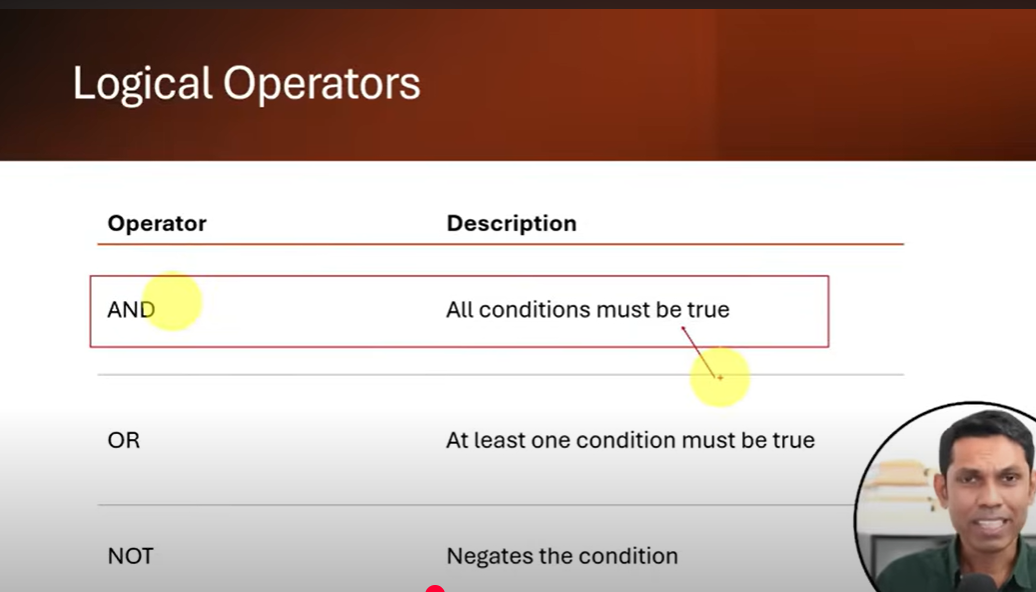 Logical Operators
Operator Description
AND All conditions must be true
OR At least one condition must be true
NOT Negates the condition